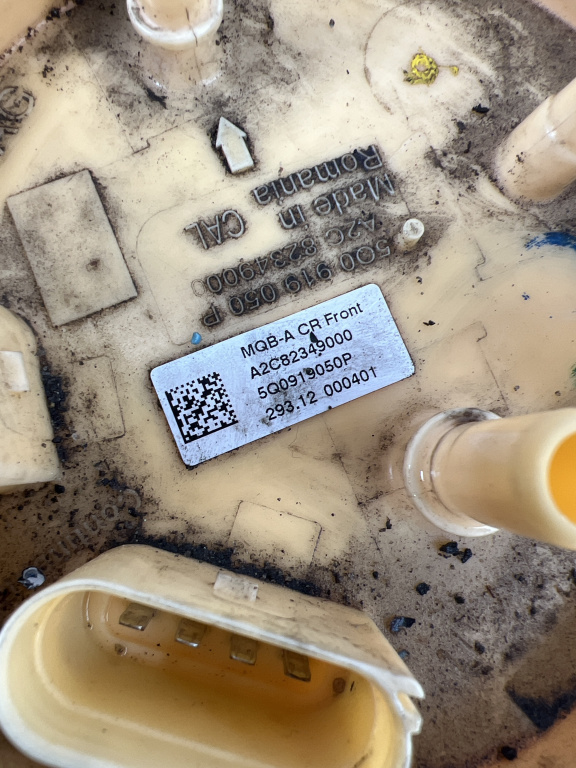 MQB-A CR Front
A2C82349000
5Q0919050P
293.12 000401
5Q0 919 050 P
A2C 82349000
Made in CAL
Romania